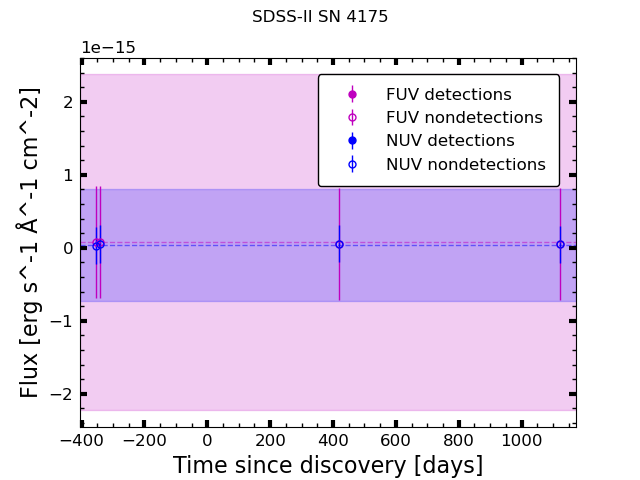 SDSS-II SN 4175
1e−15
FUV detections
FUV nondetections
NUV detections
NUV nondetections
2
1
0
−1
−2
Flux [erg s^-1 Å^-1 cm^-2]
−400 −200 0 200 400 600 800 1000
Time since discovery [days]